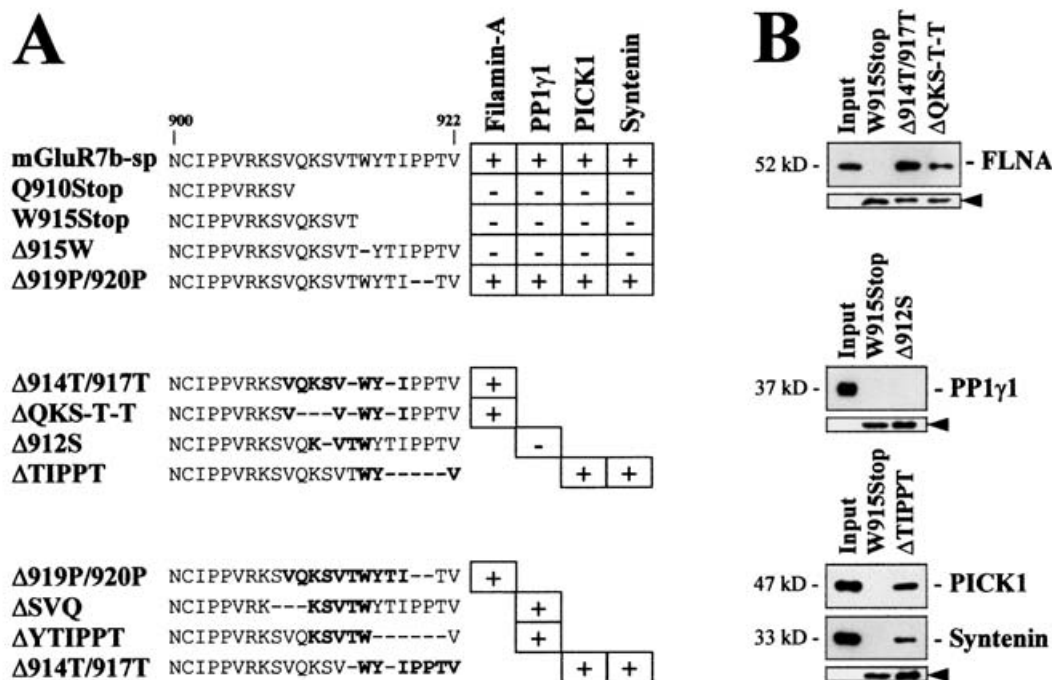 A
Filamin-A PP1γ1 PICK1 Syntenin
900 922
mGluR7b-sp NCIPPVRKSVQKSVTWYTIPPTV + + + +
Q910Stop NCIPPVRKSV - - - -
W915Stop NCIPPVRKSVQKSVT - - - -
Δ915W NCIPPVRKSVQKSVT-YTIPPTV - - - -
Δ919P/920P NCIPPVRKSVQKSVTWYTI--TV + + + +
Δ914T/917T NCIPPVRKSVQKSV-WY-IPPTV +
ΔQKS-T-T NCIPPVRKSV---V-WY-IPPTV +
Δ912S NCIPPVRKSVQK-VTWYTIPPTV -
ΔTIPPT NCIPPVRKSVQKSVTWY-----V + +
Δ919P/920P NCIPPVRKSVQKSVTWYTI--TV +
ΔSVQ NCIPPVRK---KSVTWYTIPPTV +
ΔYTIPPT NCIPPVRKSVQKSVTW------V +
Δ914T/917T NCIPPVRKSVQKSV-WY-IPPTV + +
B
Input W915Stop Δ914T/917T ΔQKS-T-T
52 kD - - FLNA
Input W915Stop Δ912S
37 kD - - PP1γ1
Input W915Stop ΔTIPPT
47 kD - - PICK1
33 kD - - Syntenin